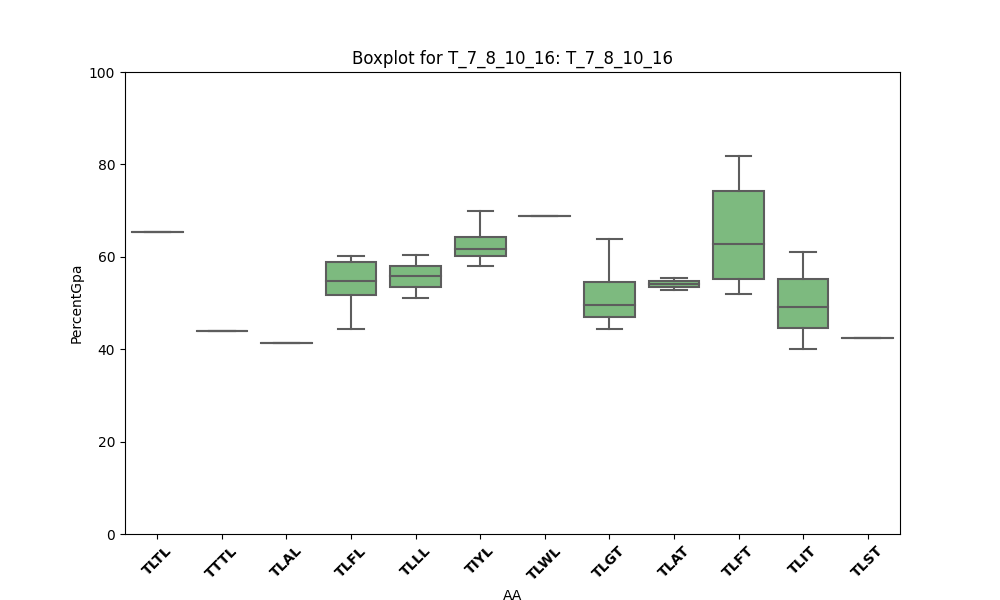 Boxplot for T_7_8_10_16: T_7_8_10_16
100
80
60
40
20
0
PercentGpa
TLTL
TTTL
TLAL
TLFL
TLLL
TIYL
TLWL
TLGT
TLAT
TLFT
TLIT
TLST
AA